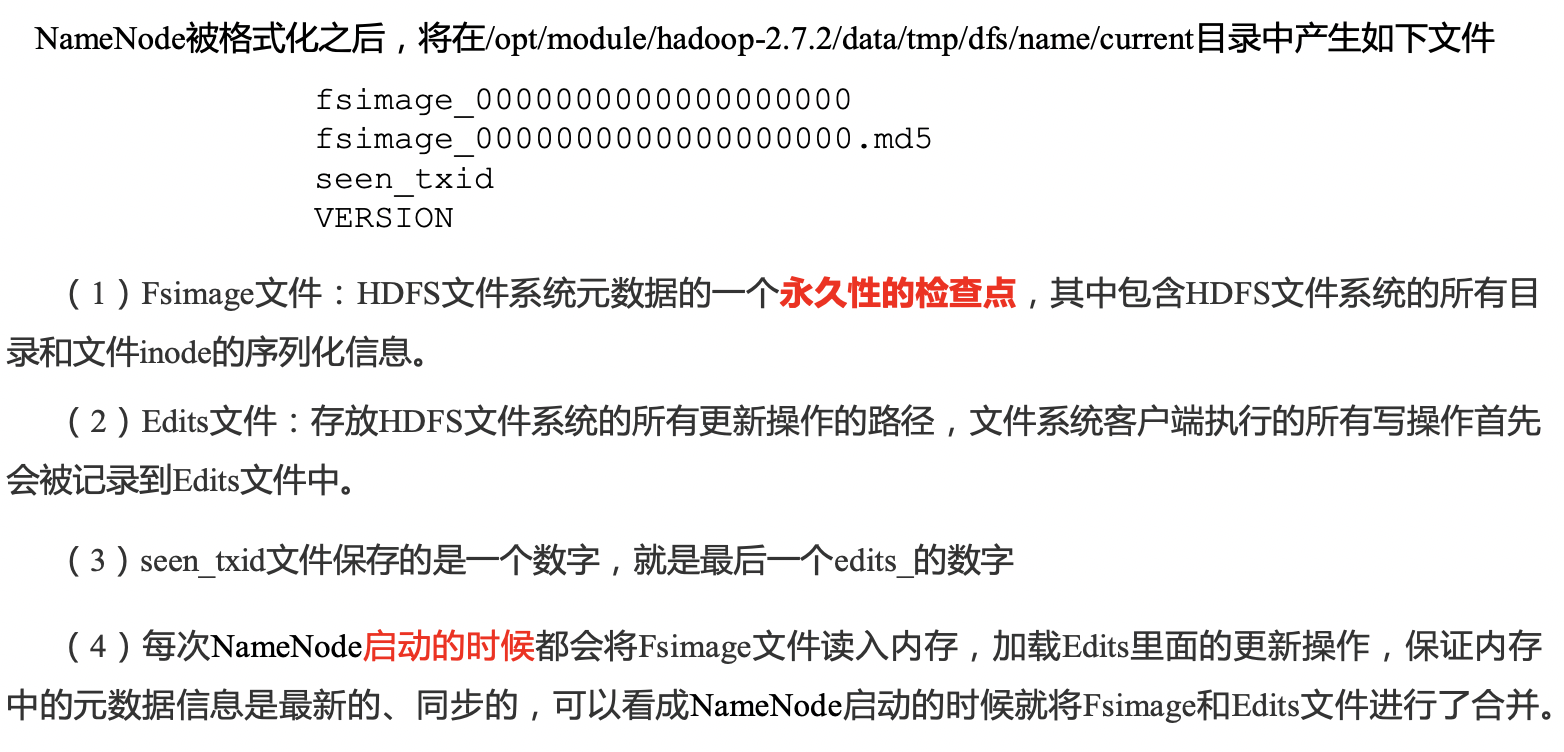 NameNode被格式化之后，将在/opt/module/hadoop-2.7.2/data/tmp/dfs/name/current目录中产生如下文件
fsimage_0000000000000000000
fsimage_0000000000000000000.md5
seen_txid
VERSION
（1）Fsimage文件：HDFS文件系统元数据的一个永久性的检查点，其中包含HDFS文件系统的所有目
录和文件inode的序列化信息。
（2）Edits文件：存放HDFS文件系统的所有更新操作的路径，文件系统客户端执行的所有写操作首先
会被记录到Edits文件中。
（3）seen_txid文件保存的是一个数字，就是最后一个edits_的数字
（4）每次NameNode启动的时候都会将Fsimage文件读入内存，加载Edits里面的更新操作，保证内存
中的元数据信息是最新的、同步的，可以看成NameNode启动的时候就将Fsimage和Edits文件进行了合并。